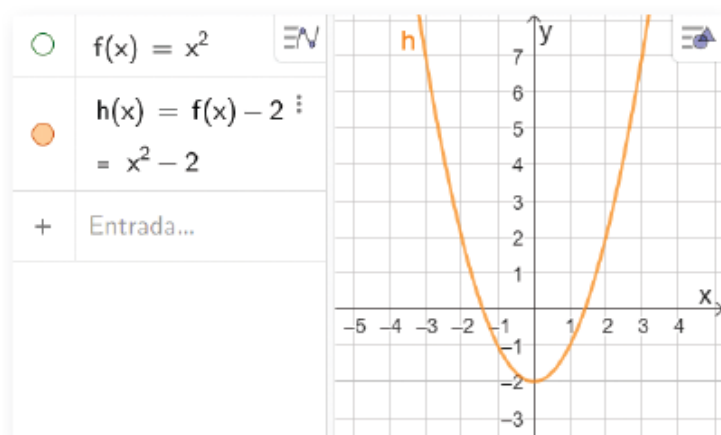 f(x) = x²
h(x) = f(x) – 2
= x² – 2
+ Entrada...
h
y
7
6
5
4
3
2
1
x
–5 –4 –3 –2 –1 1 2 3 4
–1
–2
–3